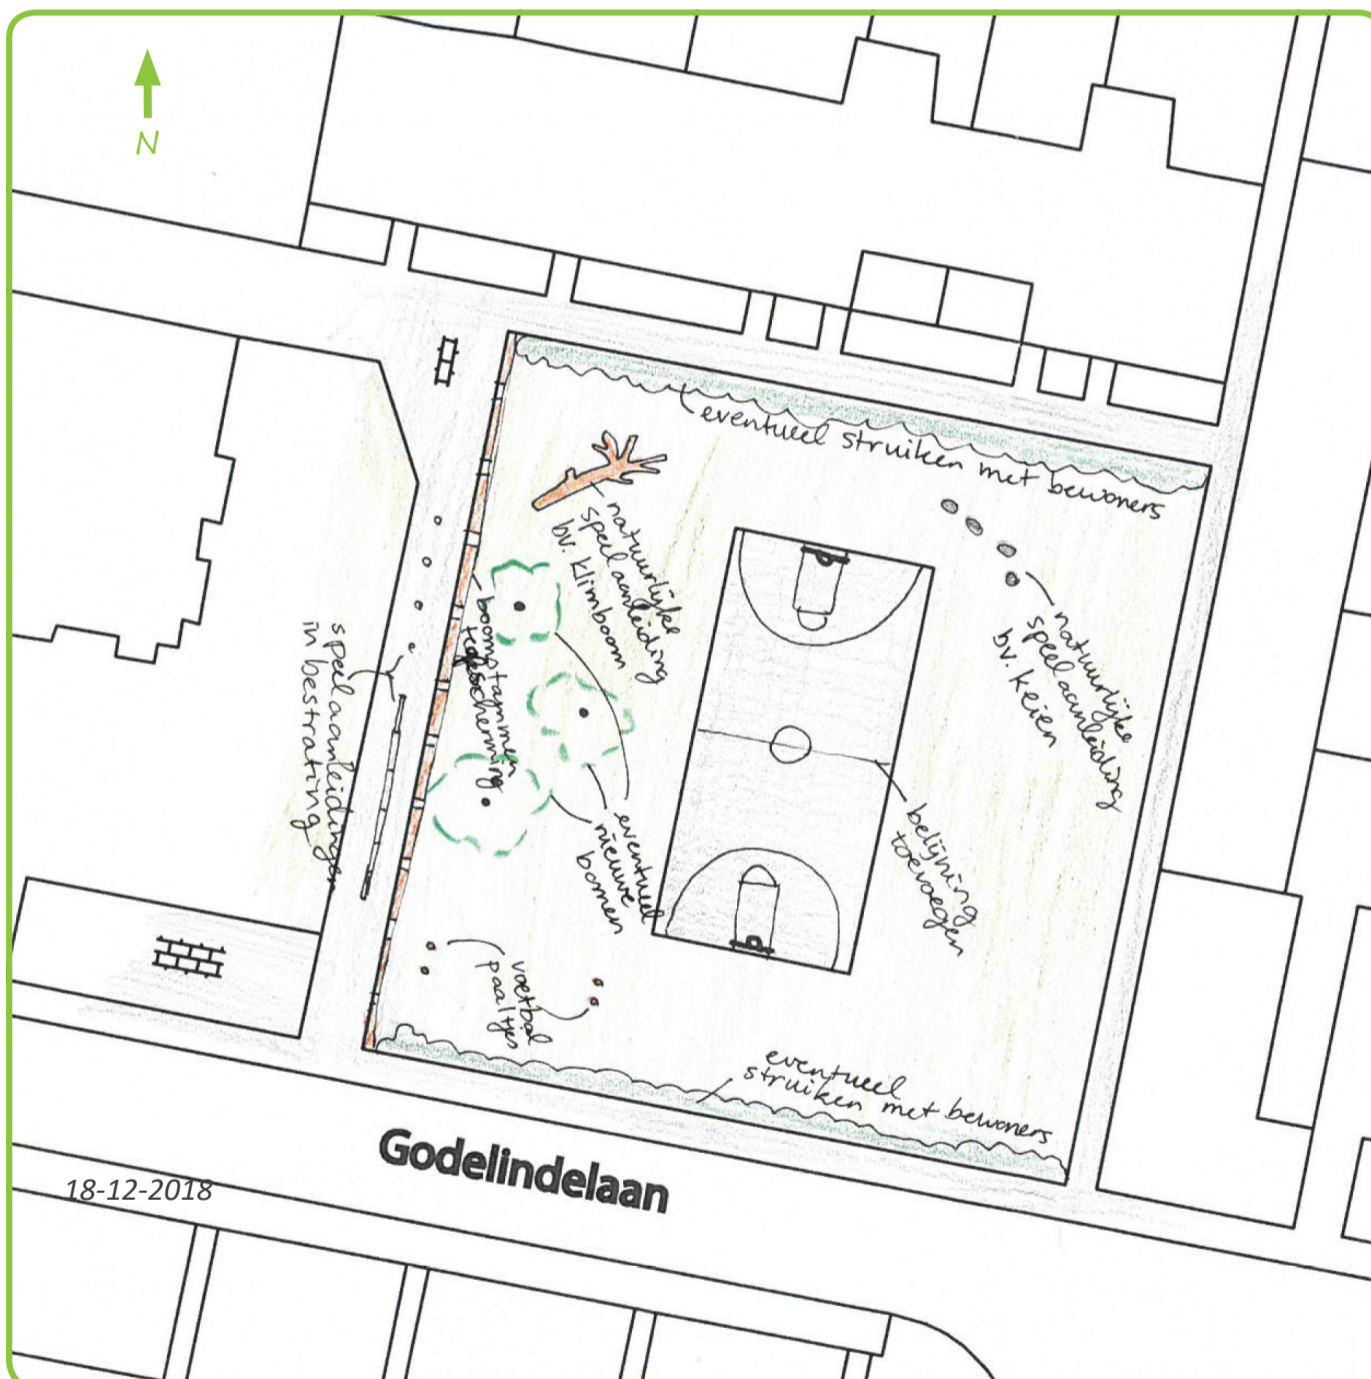 N
eventueel struiken met bewoners
natuurlijke
speelaanleiding
bv. klimboom
natuurlijke
speelaanleiding
bv. keien
boomstammen
speelaanleidingen
in bestrating
eventueel
nieuwe
bomen
belijning
toevoegen
voetbal
paaltjes
eventueel
struiken met bewoners
Godelindelaan
18-12-2018